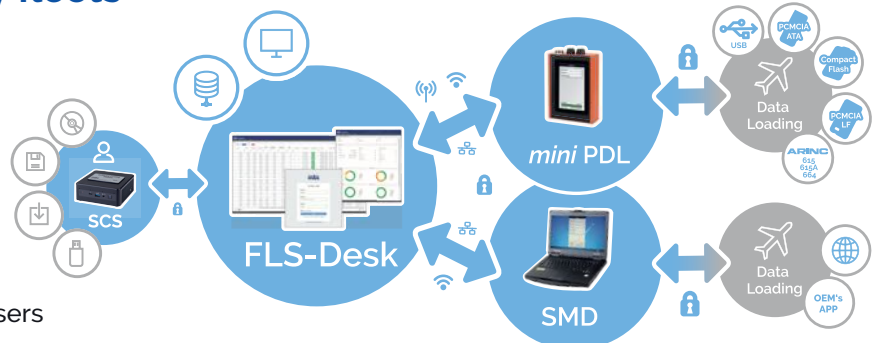 SCS
FLS-Desk
mini PDL
SMD
USB
PCMCIA
ATA
Compact
Flash
PCMCIA
LF
ARINC
615
615A
664
Data
Loading
Data
Loading
OEM's
APP
sers